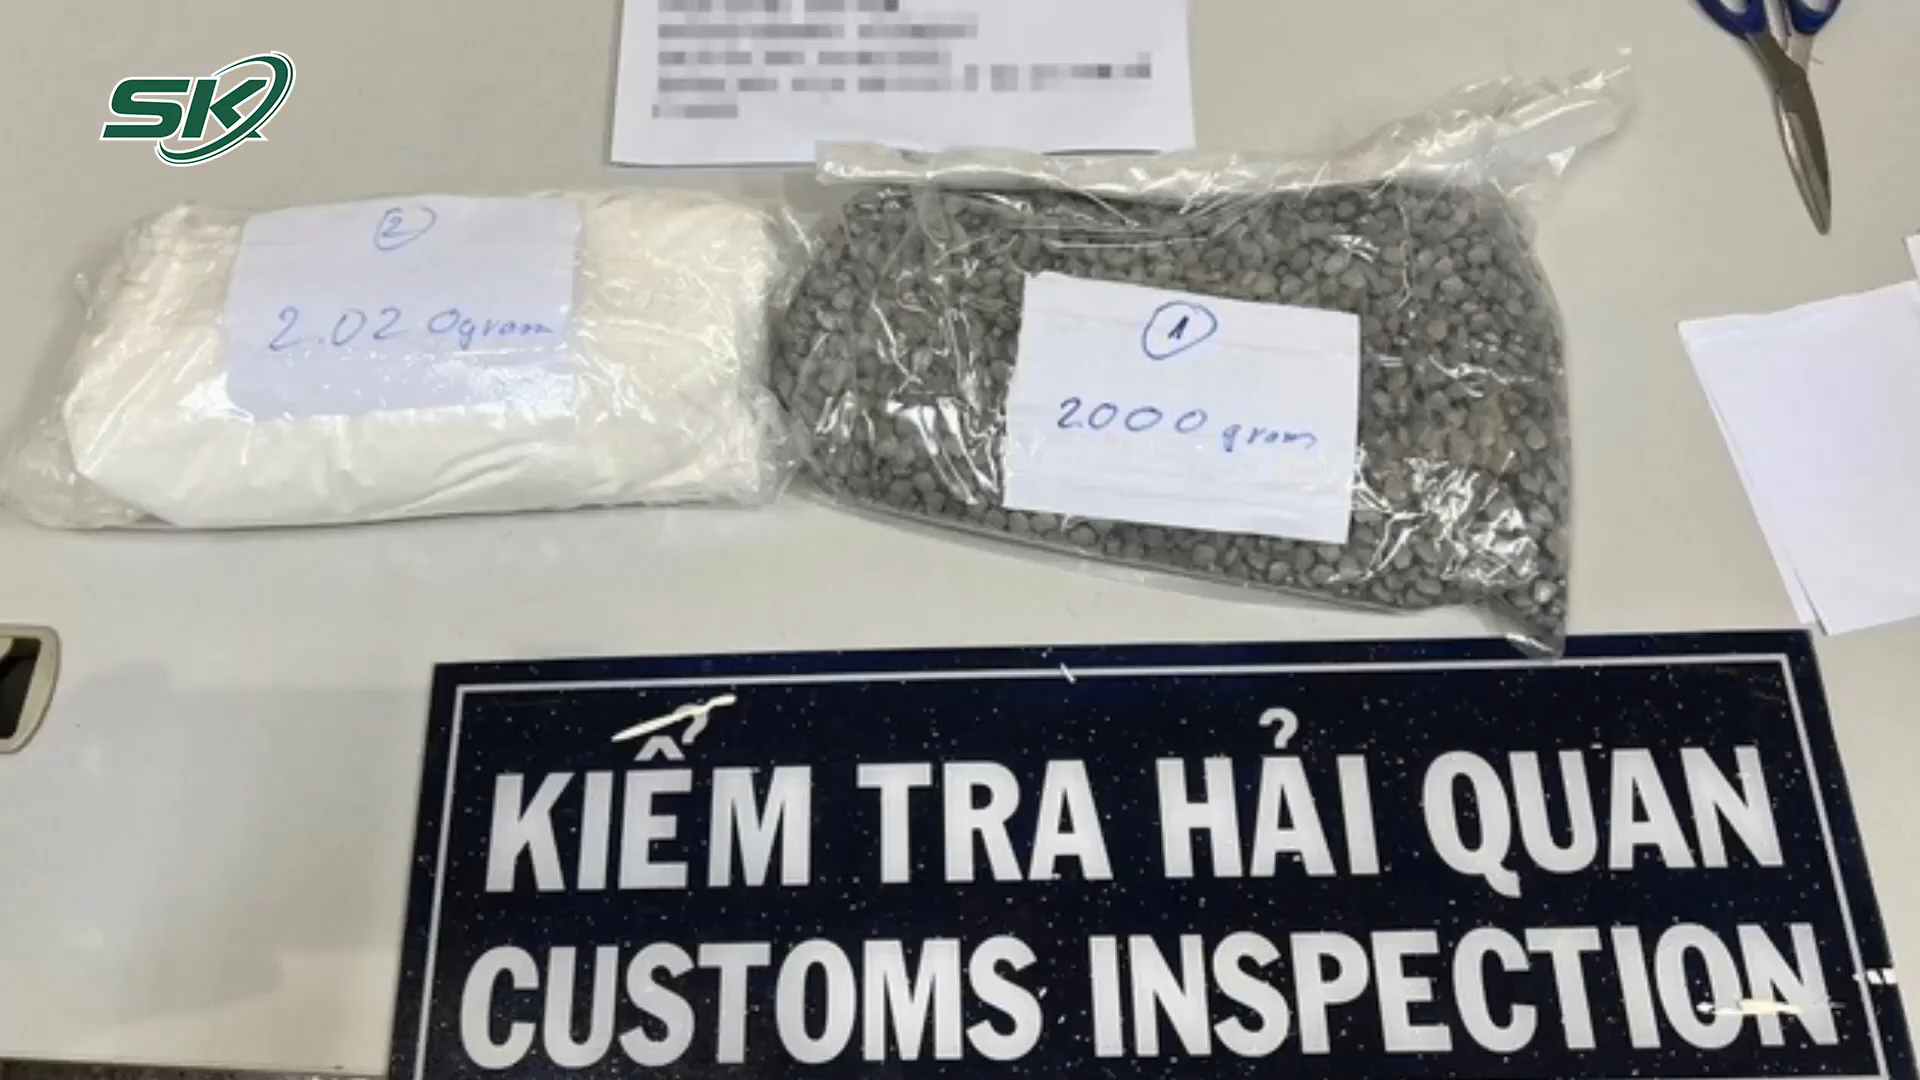 SK
2
2.020gram
1
2000 gram
KIỂM TRA HẢI QUAN
CUSTOMS INSPECTION